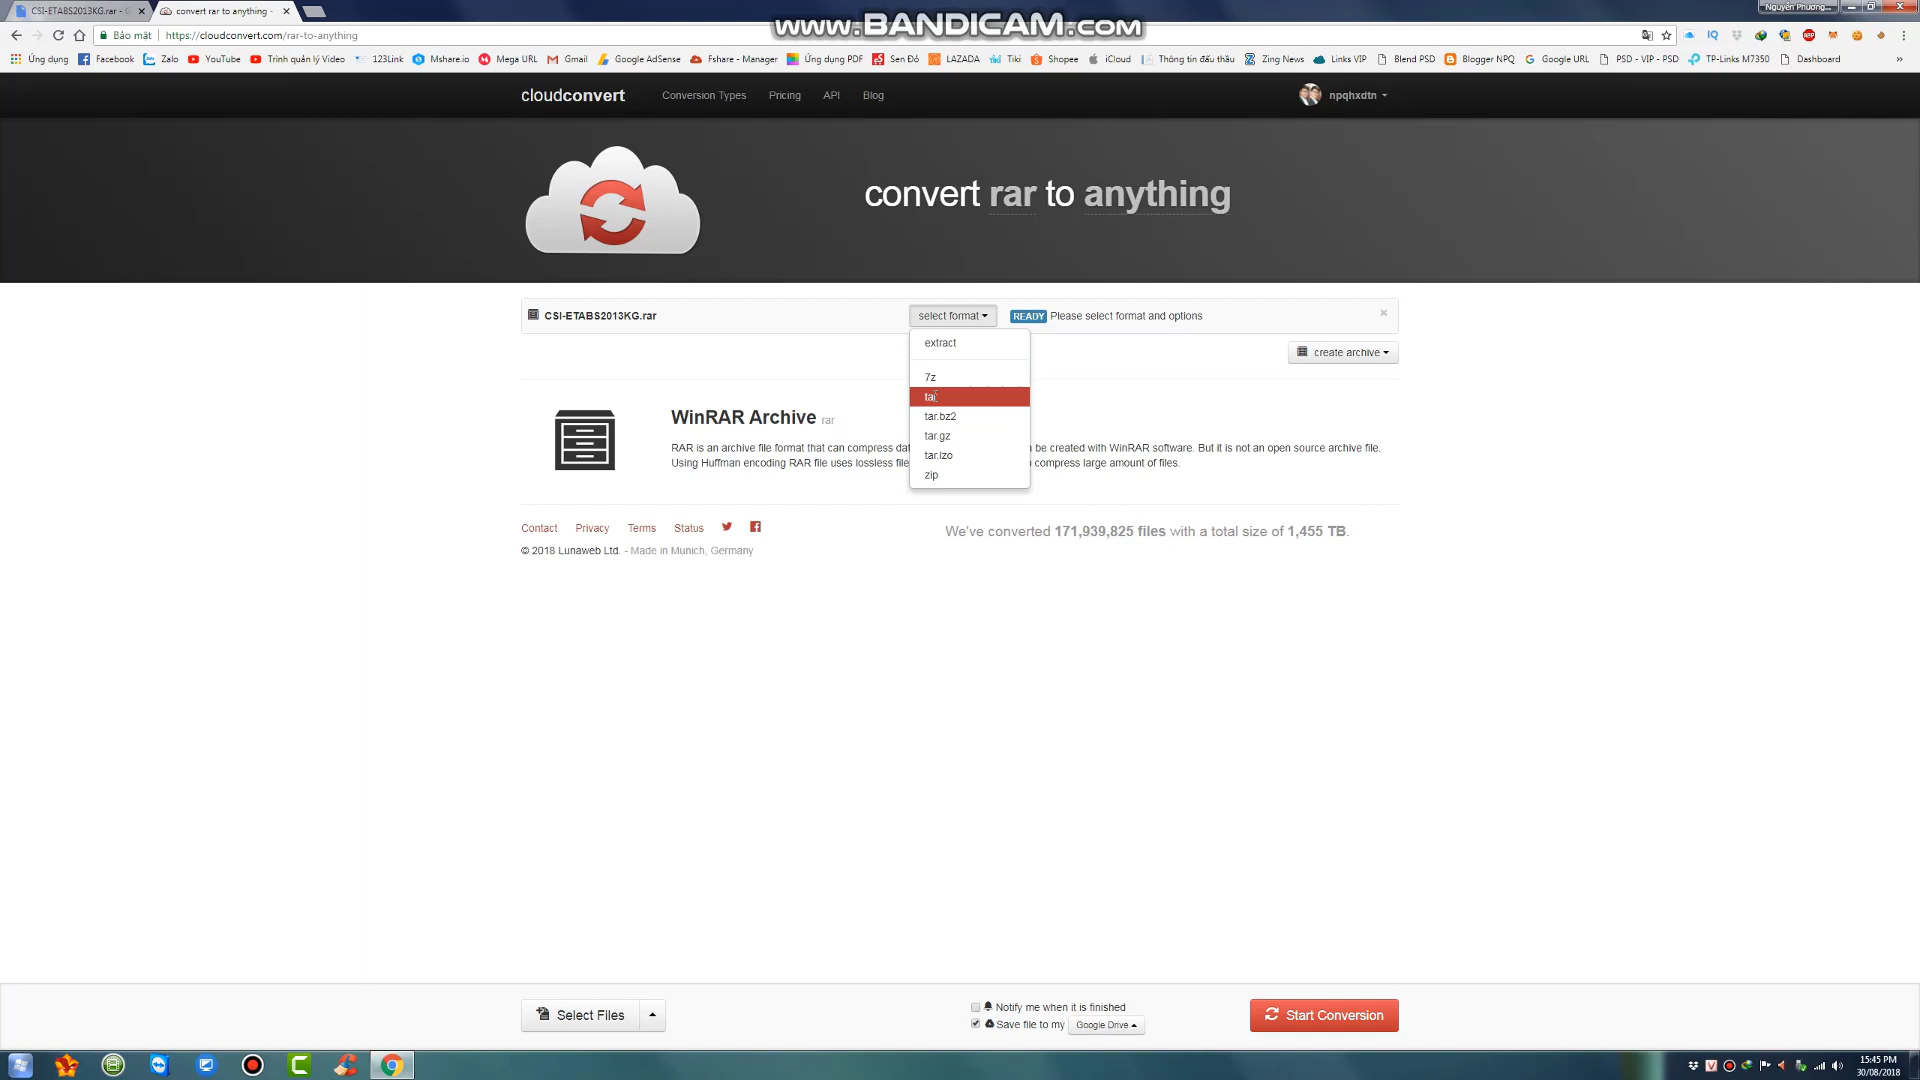 CSI-ETABS2013KG.rar - G
convert rar to anything -
www.BANDICAM.com
Nguyễn Phương...
Bảo mật
https://cloudconvert.com/rar-to-anything
Ứng dụng
Facebook
Zalo
YouTube
Trình quản lý Video
123Link
Mshare.io
Mega URL
Gmail
Google AdSense
Fshare - Manager
Ứng dụng PDF
Sen Đỏ
LAZADA
Tiki
Shopee
iCloud
Thông tin đấu thầu
Zing News
Links VIP
Blend PSD
Blogger NPQ
Google URL
PSD - VIP - PSD
TP-Links M7350
Dashboard
cloudconvert
Conversion Types
Pricing
API
Blog
npqhxdtn
convert rar to anything
CSI-ETABS2013KG.rar
select format
READY Please select format and options
extract
create archive
7z
tar
tar.bz2
tar.gz
tar.lzo
zip
WinRAR Archive rar
RAR is an archive file format that can compress dat
n be created with WinRAR software. But it is not an open source archive file.
Using Huffman encoding RAR file uses lossless file
o compress large amount of files.
Contact
Privacy
Terms
Status
We've converted 171,939,825 files with a total size of 1,455 TB.
© 2018 Lunaweb Ltd. - Made in Munich, Germany
Select Files
Notify me when it is finished
Save file to my Google Drive
Start Conversion
15:45 PM
30/08/2018